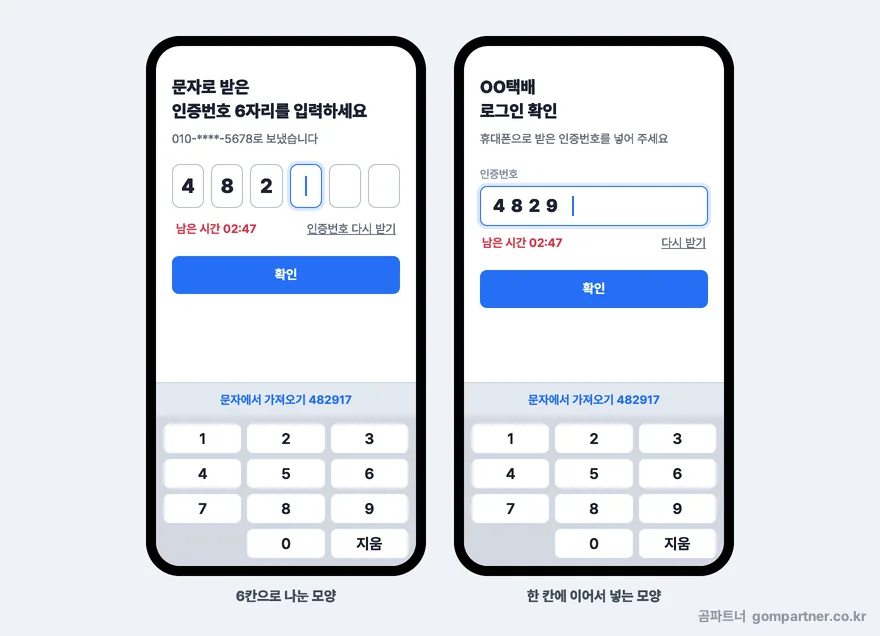 문자로 받은
인증번호 6자리를 입력하세요
010-****-5678로 보냈습니다
4 8 2
남은 시간 02:47 인증번호 다시 받기
확인
문자에서 가져오기 482917
1 2 3
4 5 6
7 8 9
0 지움
6칸으로 나눈 모양
OO택배
로그인 확인
휴대폰으로 받은 인증번호를 넣어 주세요
인증번호
4829
남은 시간 02:47 다시 받기
확인
문자에서 가져오기 482917
1 2 3
4 5 6
7 8 9
0 지움
한 칸에 이어서 넣는 모양
곰파트너 gompartner.co.kr